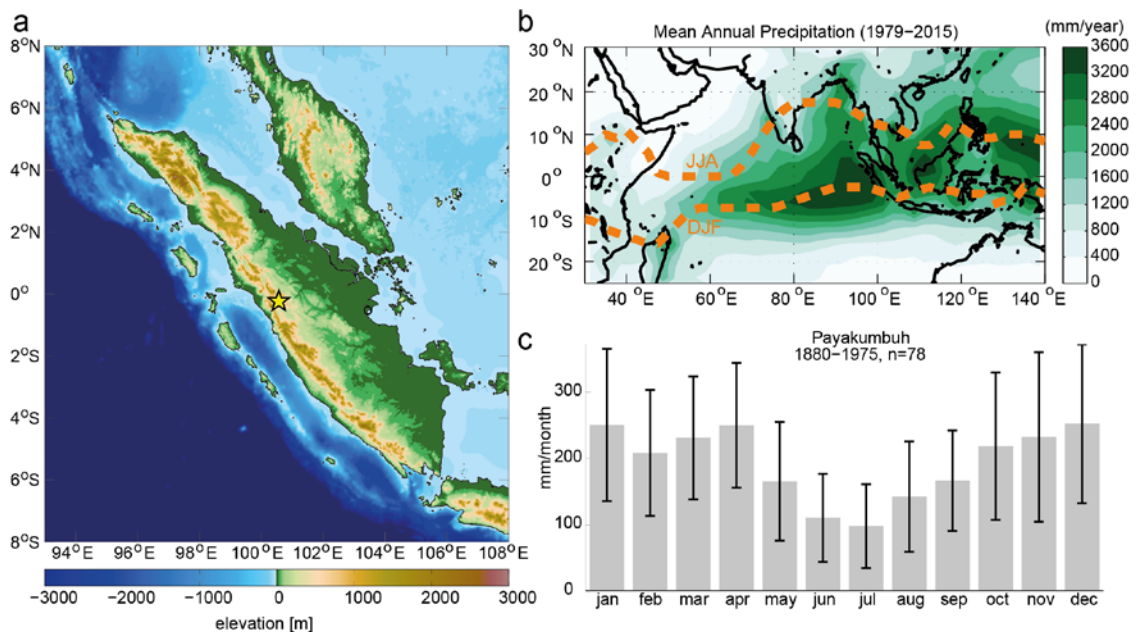 a
8°N
6°N
4°N
2°N
0°
2°S
4°S
6°S
8°S
94°E 96°E 98°E 100°E 102°E 104°E 106°E 108°E
−3000 −2000 −1000 0 1000 2000 3000
elevation [m]
b
Mean Annual Precipitation (1979−2015)
(mm/year)
30 °N
20 °N
10 °N
0 °
10 °S
20 °S
40 °E 60 °E 80 °E 100 °E 120 °E 140 °E
JJA
DJF
3600
3200
2800
2400
2000
1600
1200
800
400
0
c
Payakumbuh
1880−1975, n=78
mm/month
300
200
100
0
jan feb mar apr may jun jul aug sep oct nov dec